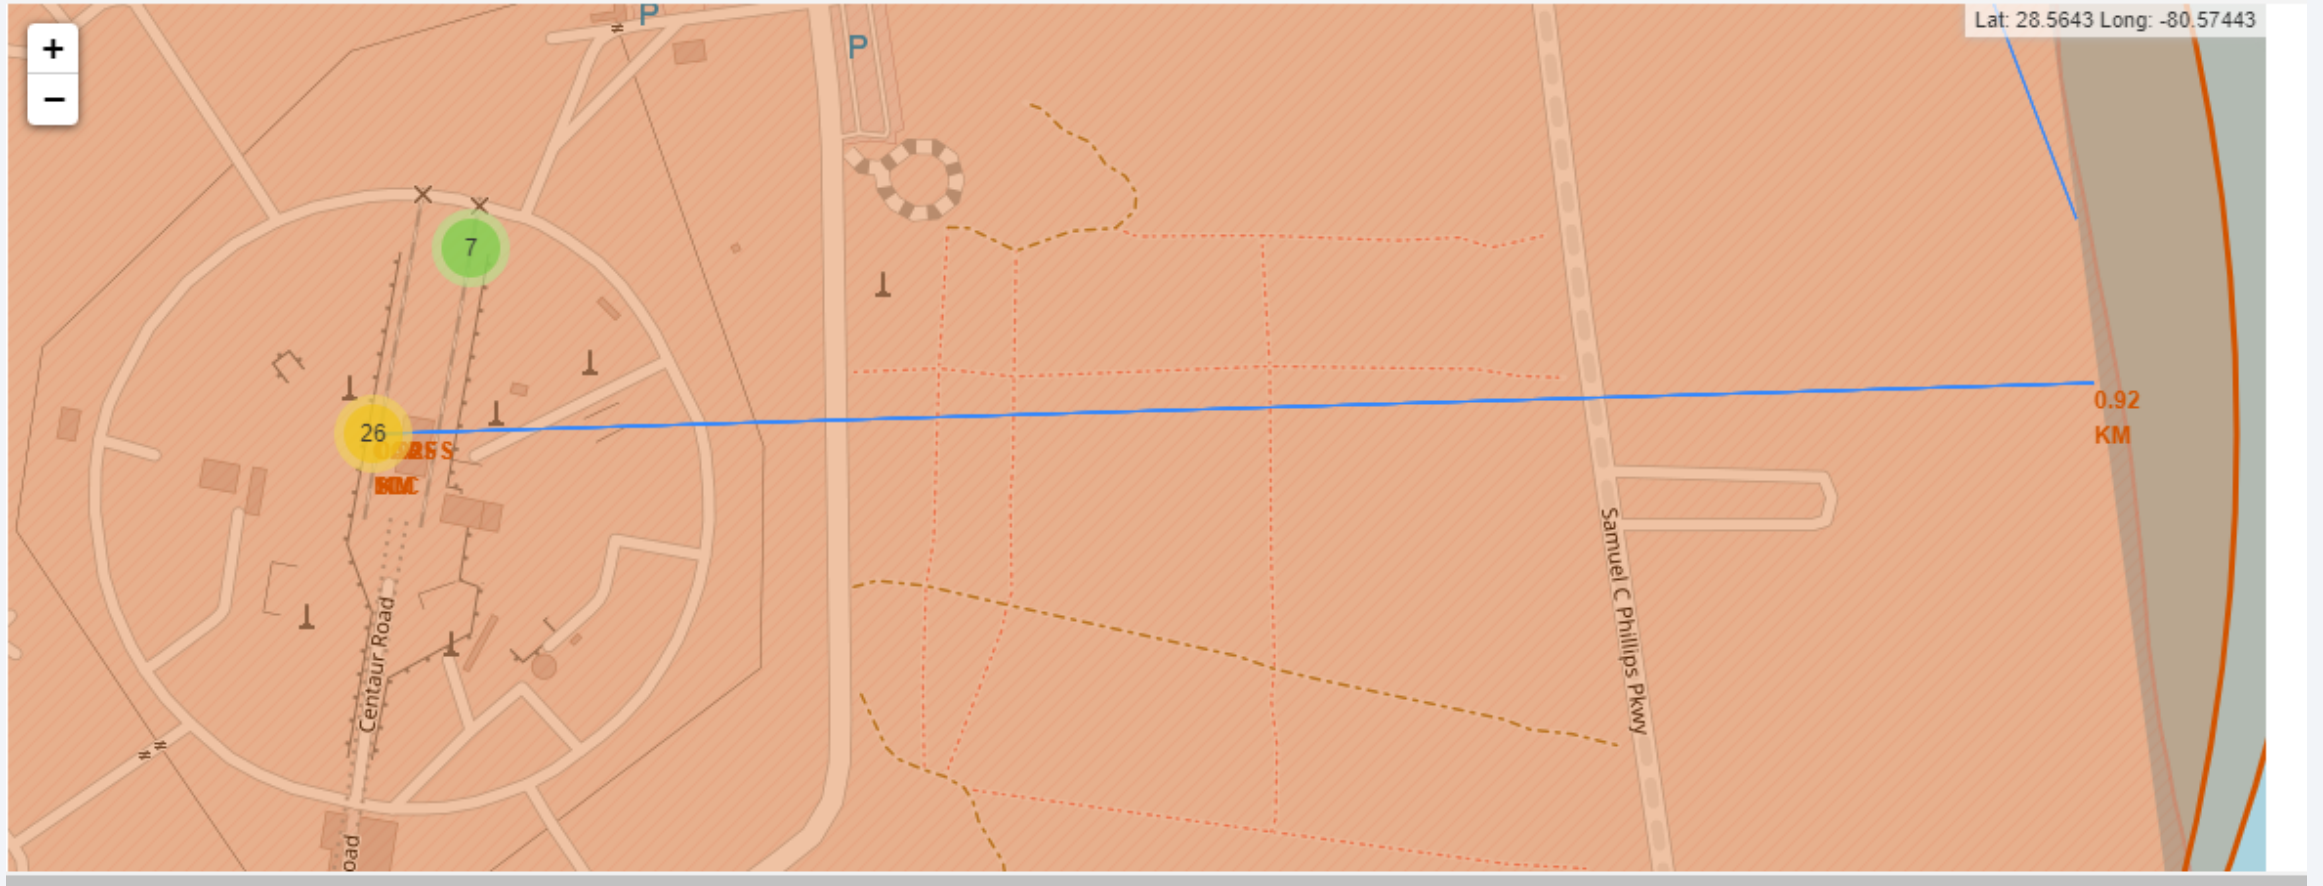 P
Lat: 28.5643 Long: -80.57443
+
P
−
7
0.92
KM
26
Samuel C Phillips Pkwy
Centaur Road
oad